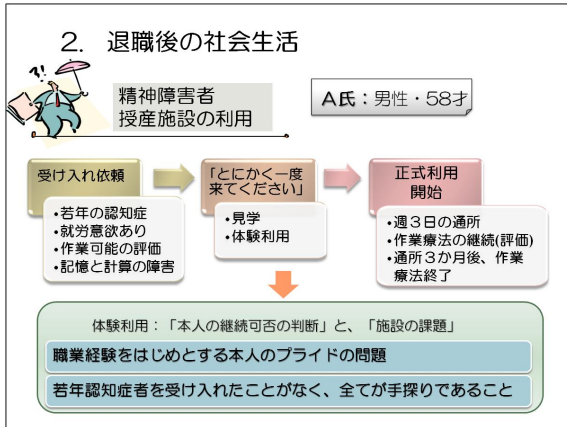 2. 退職後の社会生活
?!
精神障害者
授産施設の利用
A氏：男性・58才
受け入れ依頼
・若年の認知症
・就労意欲あり
・作業可能の評価
・記憶と計算の障害
「とにかく一度
来てください」
・見学
・体験利用
正式利用
開始
・週3日の通所
・作業療法の継続(評価)
・通所3か月後、作業
療法終了
体験利用：「本人の継続可否の判断」と、「施設の課題」
職業経験をはじめとする本人のプライドの問題
若年認知症者を受け入れたことがなく、全てが手探りであること